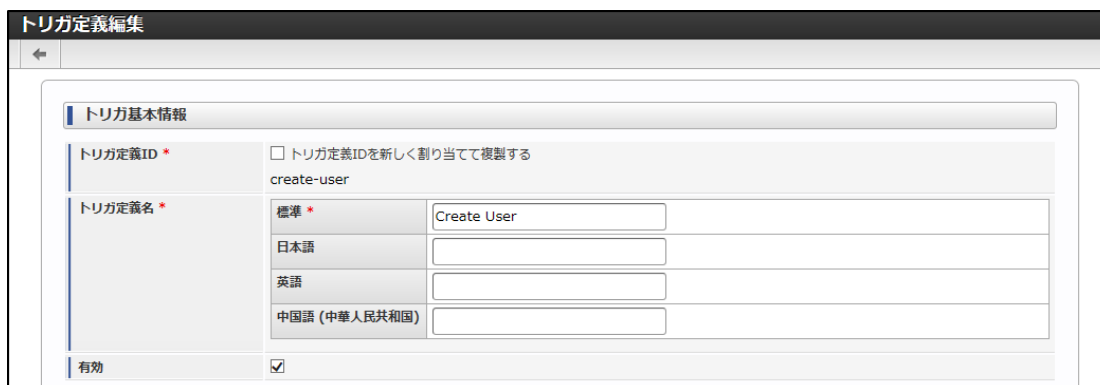 トリガ定義編集
トリガ基本情報
トリガ定義ID *
トリガ定義IDを新しく割り当てて複製する
create-user
トリガ定義名 *
標準 *
Create User
日本語
英語
中国語 (中華人民共和国)
有効